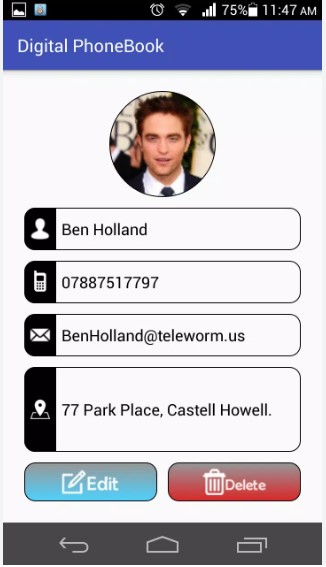 75% 11:47 AM
Digital PhoneBook
Ben Holland
07887517797
BenHolland@teleworm.us
77 Park Place, Castell Howell.
Edit
Delete